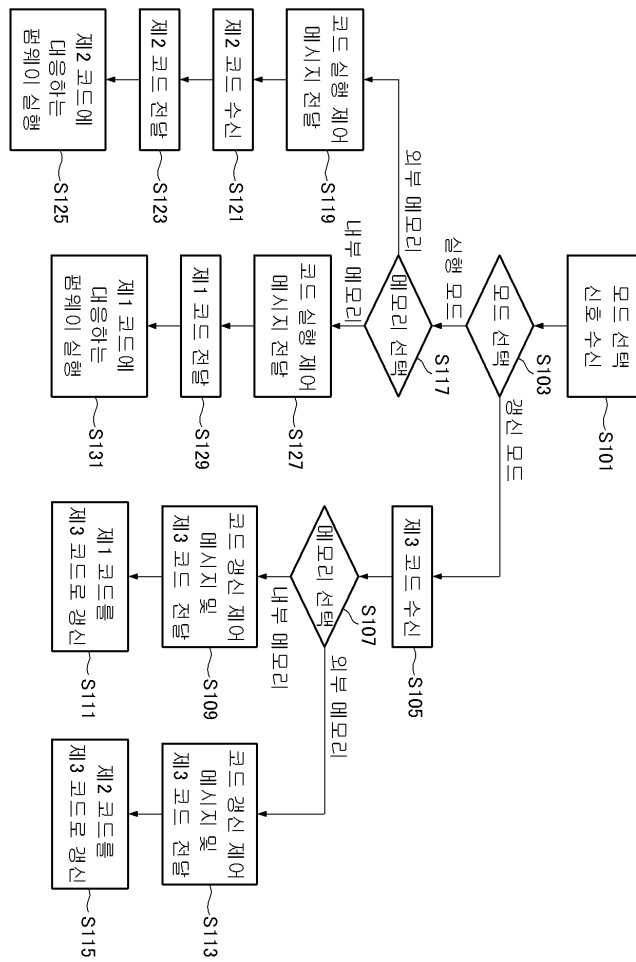 모드 선택
신호 수신
S101
모드 선택
S103
실행 모드
갱신 모드
메모리 선택
S117
외부 메모리
내부 메모리
코드 실행 제어
메시지 전달
S119
제2 코드 수신
S121
제2 코드 전달
S123
제2 코드에
대응하는
펌웨이 실행
S125
코드 실행 제어
메시지 전달
S127
제1 코드 전달
S129
제1 코드에
대응하는
펌웨이 실행
S131
제3 코드 수신
S105
메모리 선택
S107
내부 메모리
외부 메모리
코드 갱신 제어
메시지 및
제3 코드 전달
S109
제1 코드를
제3 코드로 갱신
S111
코드 갱신 제어
메시지 및
제3 코드 전달
S113
제2 코드를
제3 코드로 갱신
S115